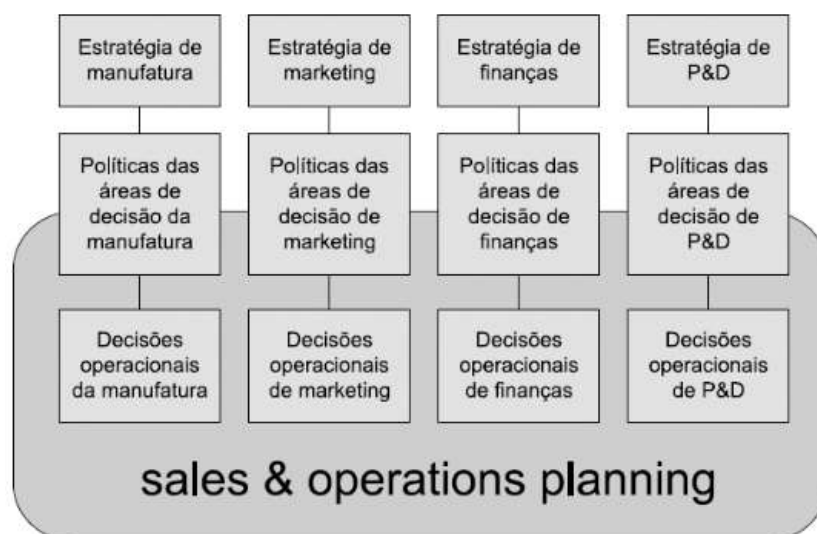 Estratégia de
manufatura
Estratégia de
marketing
Estratégia de
finanças
Estratégia de
P&D
Políticas das
áreas de
decisão da
manufatura
Políticas das
áreas de
decisão de
marketing
Políticas das
áreas de
decisão de
finanças
Políticas das
áreas de
decisão de
P&D
Decisões
operacionais
da manufatura
Decisões
operacionais
de marketing
Decisões
operacionais
de finanças
Decisões
operacionais
de P&D
sales & operations planning